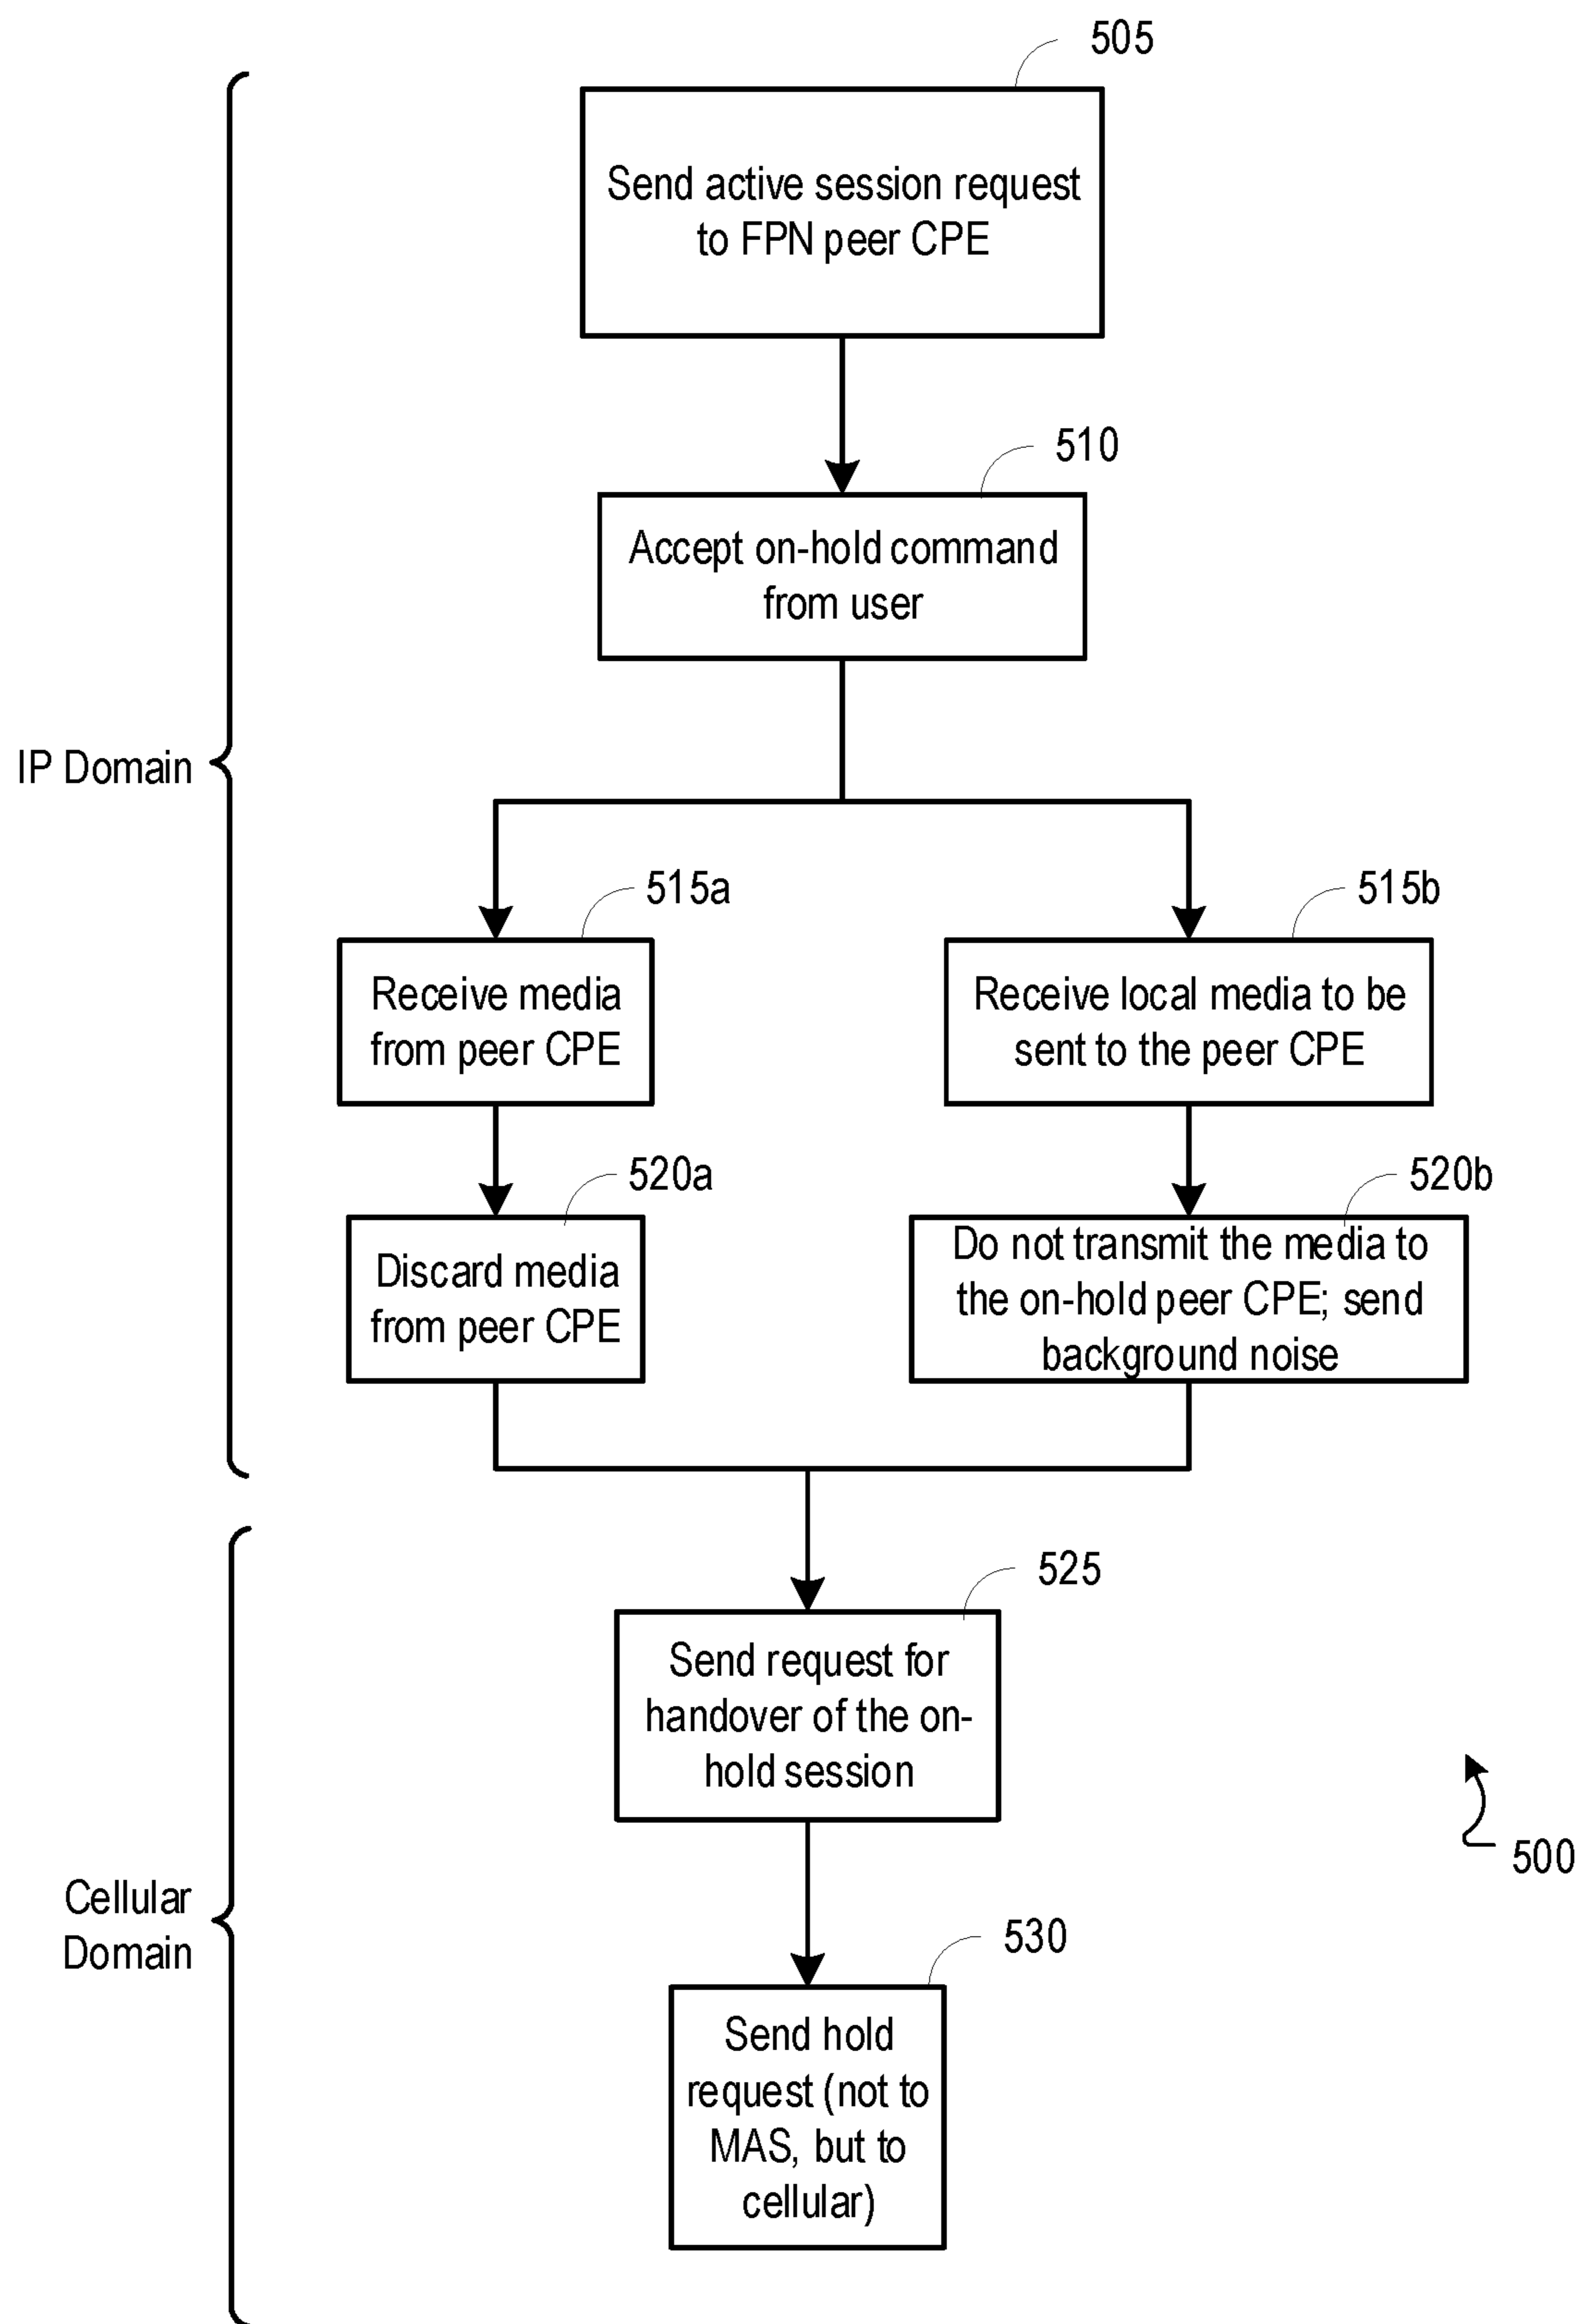 505
Send active session request
to FPN peer CPE
510
Accept on-hold command
from user
IP Domain
515a
Receive media
from peer CPE
515b
Receive local media to be
sent to the peer CPE
520a
Discard media
from peer CPE
520b
Do not transmit the media to
the on-hold peer CPE; send
background noise
525
Send request for
handover of the on-
hold session
500
Cellular
Domain
530
Send hold
request (not to
MAS, but to
cellular)